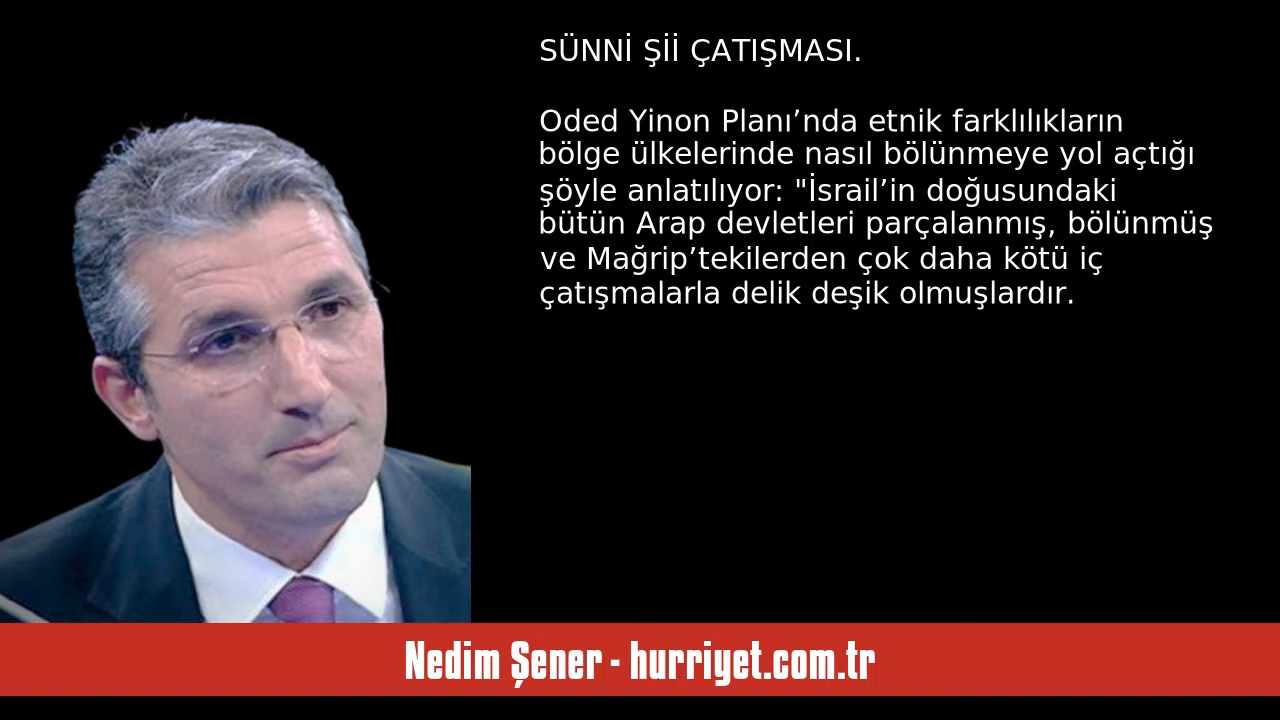 SÜNNİ Şİİ ÇATIŞMASI.
Oded Yinon Planı’nda etnik farklılıkların
bölge ülkelerinde nasıl bölünmeye yol açtığı
şöyle anlatılıyor: "İsrail’in doğusundaki
bütün Arap devletleri parçalanmış, bölünmüş
ve Mağrip’tekilerden çok daha kötü iç
çatışmalarla delik deşik olmuşlardır.
Nedim Şener - hurriyet.com.tr